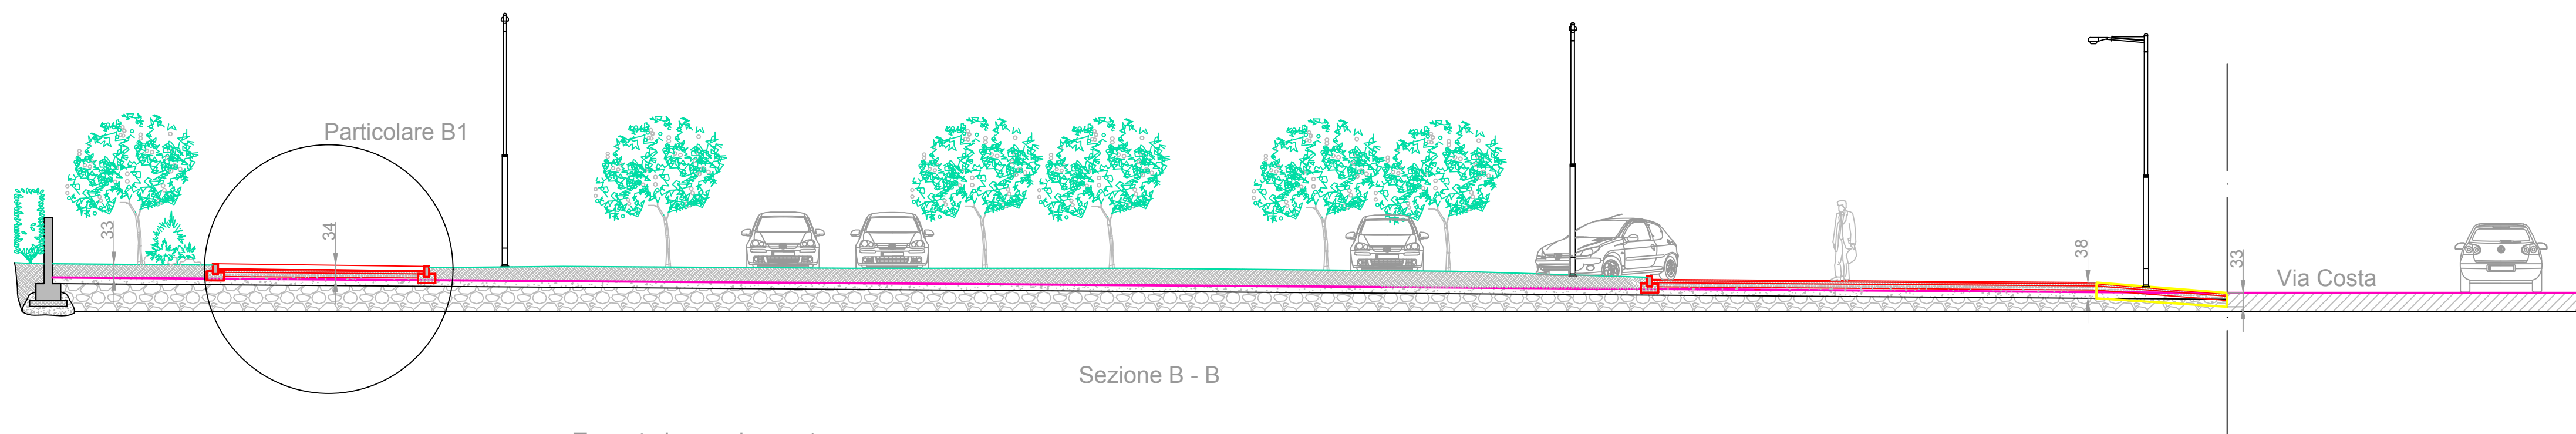 Particolare B1
33
34
38
33
Via Costa
Sezione B - B